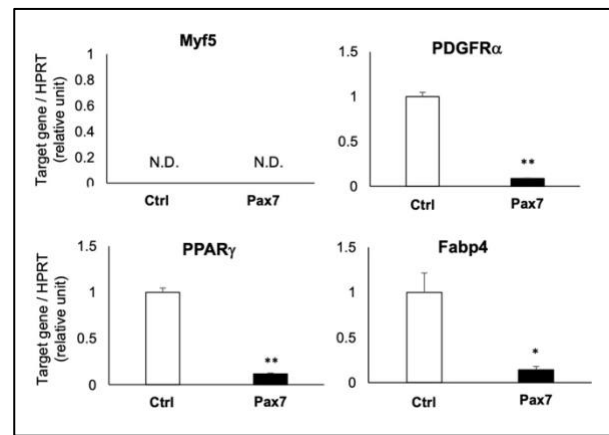 Myf5
Target gene / HPRT
(relative unit)
1
0.8
0.6
0.4
0.2
0
N.D.
N.D.
Ctrl
Pax7
PDGFRα
1.5
1
0.5
0
**
Ctrl
Pax7
PPARγ
Target gene / HPRT
(relative unit)
1.5
1
0.5
0
**
Ctrl
Pax7
Fabp4
1.5
1
0.5
0
*
Ctrl
Pax7